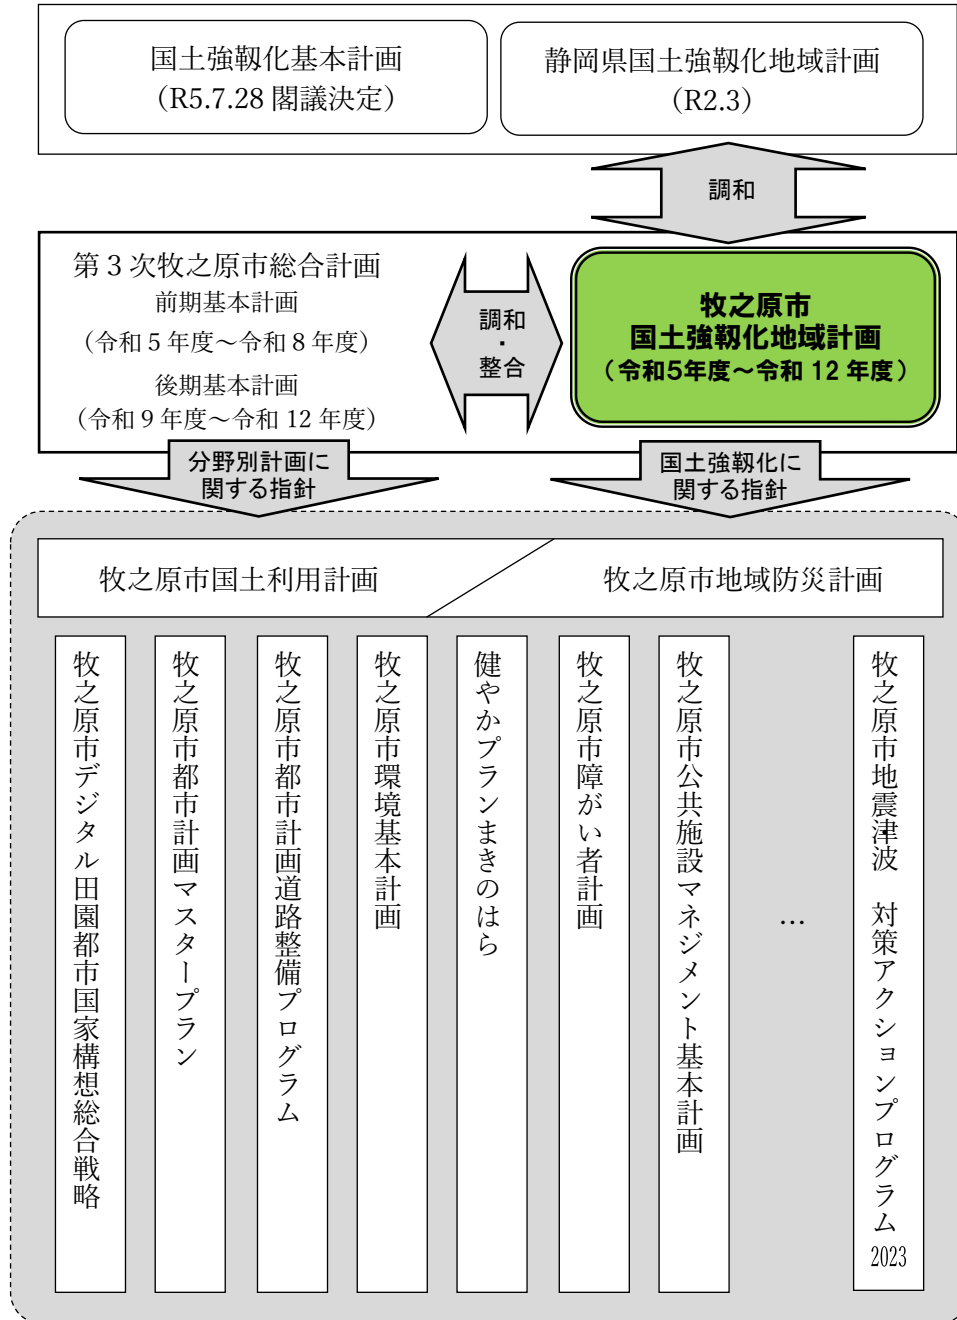 国土強靱化基本計画
（R5.7.28 閣議決定）
静岡県国土強靱化地域計画
（R2.3）
調和
第３次牧之原市総合計画
前期基本計画
（令和５年度～令和８年度）
後期基本計画
（令和９年度～令和 12 年度）
調和
・
整合
牧之原市
国土強靱化地域計画
（令和5年度～令和 12 年度）
分野別計画に
関する指針
国土強靱化に
関する指針
牧之原市国土利用計画
牧之原市地域防災計画
牧之原市デジタル田園都市国家構想総合戦略
牧之原市都市計画マスタープラン
牧之原市都市計画道路整備プログラム
牧之原市環境基本計画
健やかプランまきのはら
牧之原市障がい者計画
牧之原市公共施設マネジメント基本計画
…
牧之原市地震・津波　対策アクションプログラム 2023